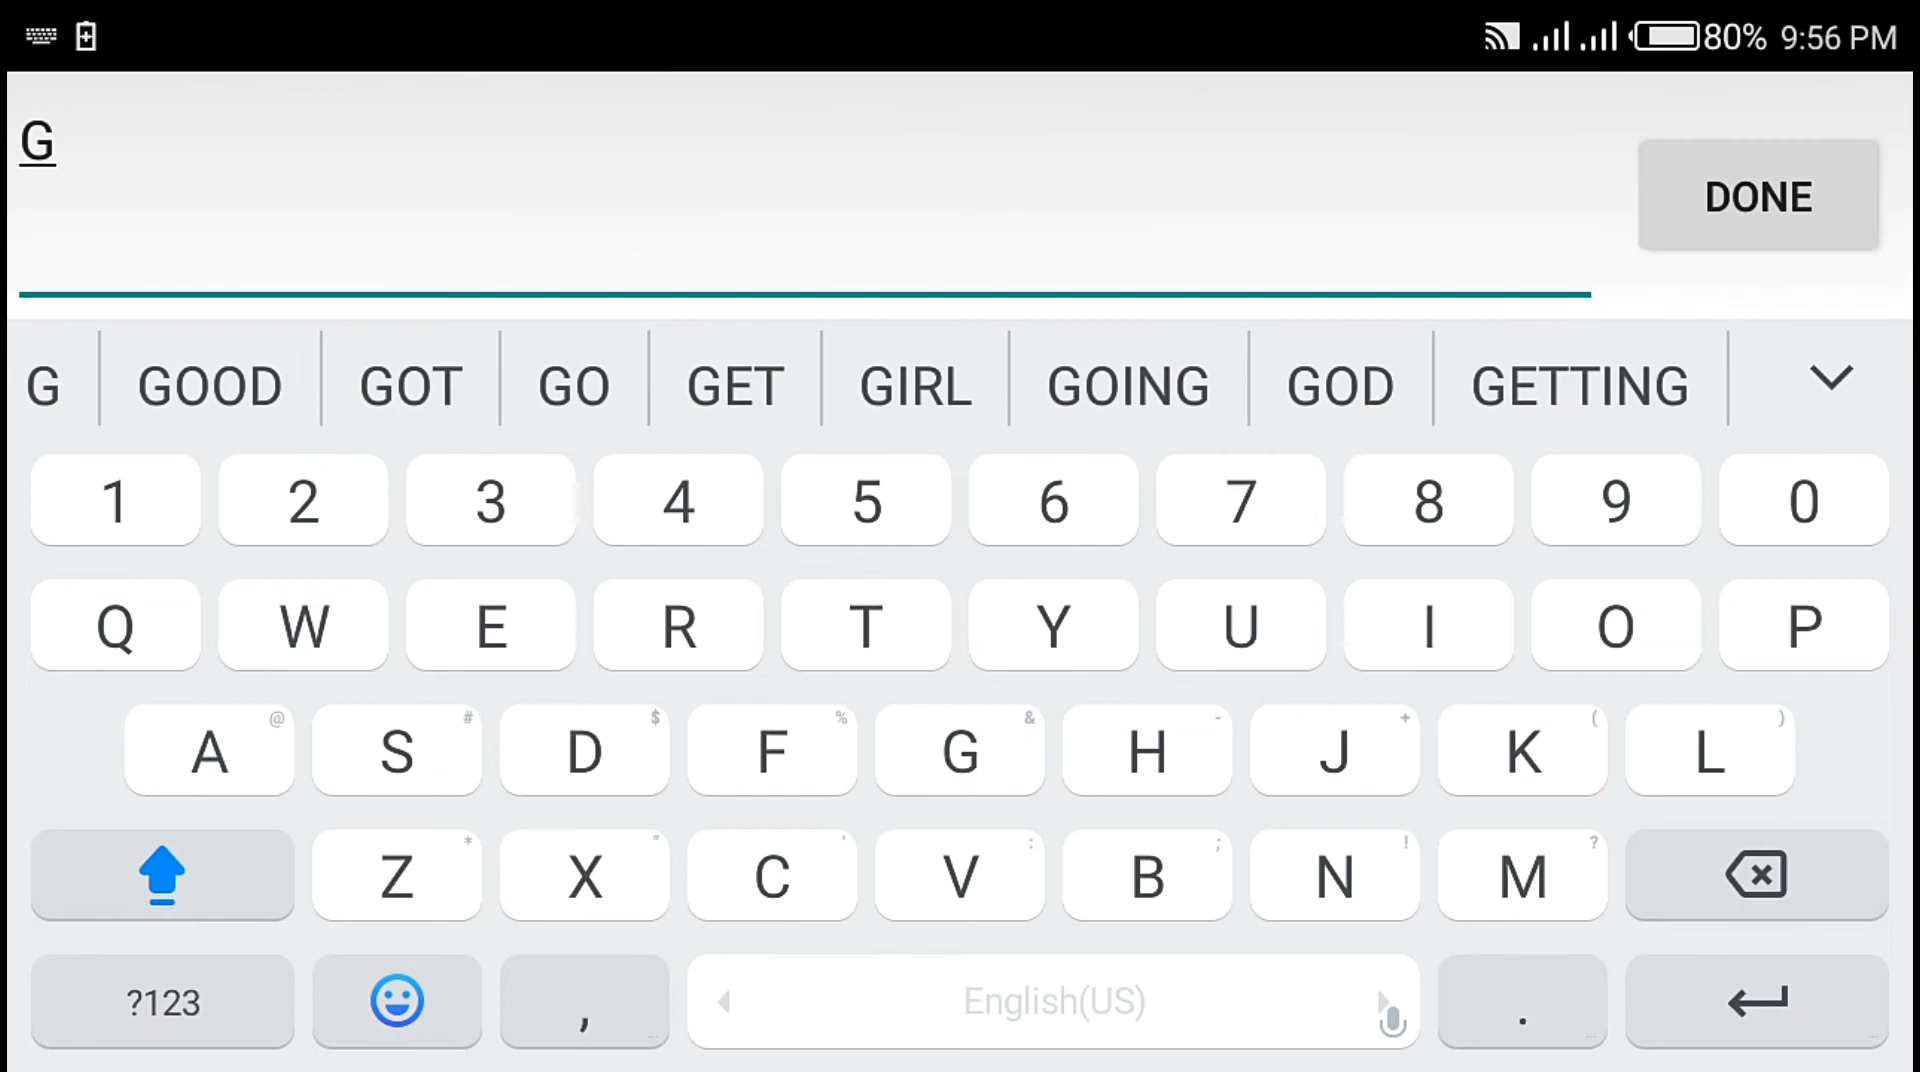 80% 9:56 PM
G
DONE
G GOOD GOT GO GET GIRL GOING GOD GETTING
1 2 3 4 5 6 7 8 9 0
Q W E R T Y U I O P
@ # $ % & - + ( )
A S D F G H J K L
* " ' : ; ! ?
Z X C V B N M
?123 , English(US) .